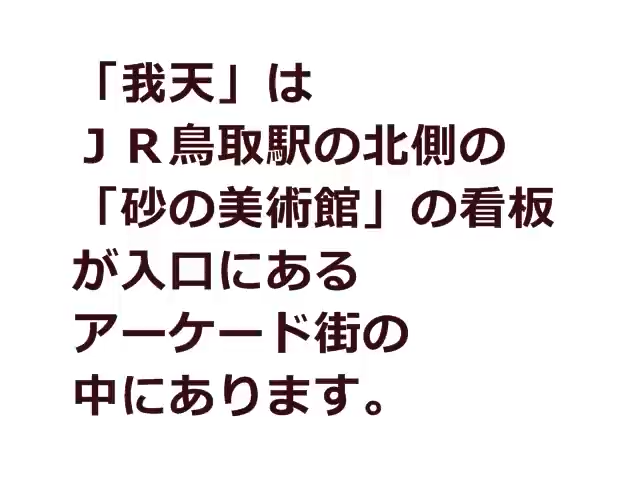 「我天」は
ＪＲ鳥取駅の北側の
「砂の美術館」の看板
が入口にある
アーケード街の
中にあります。